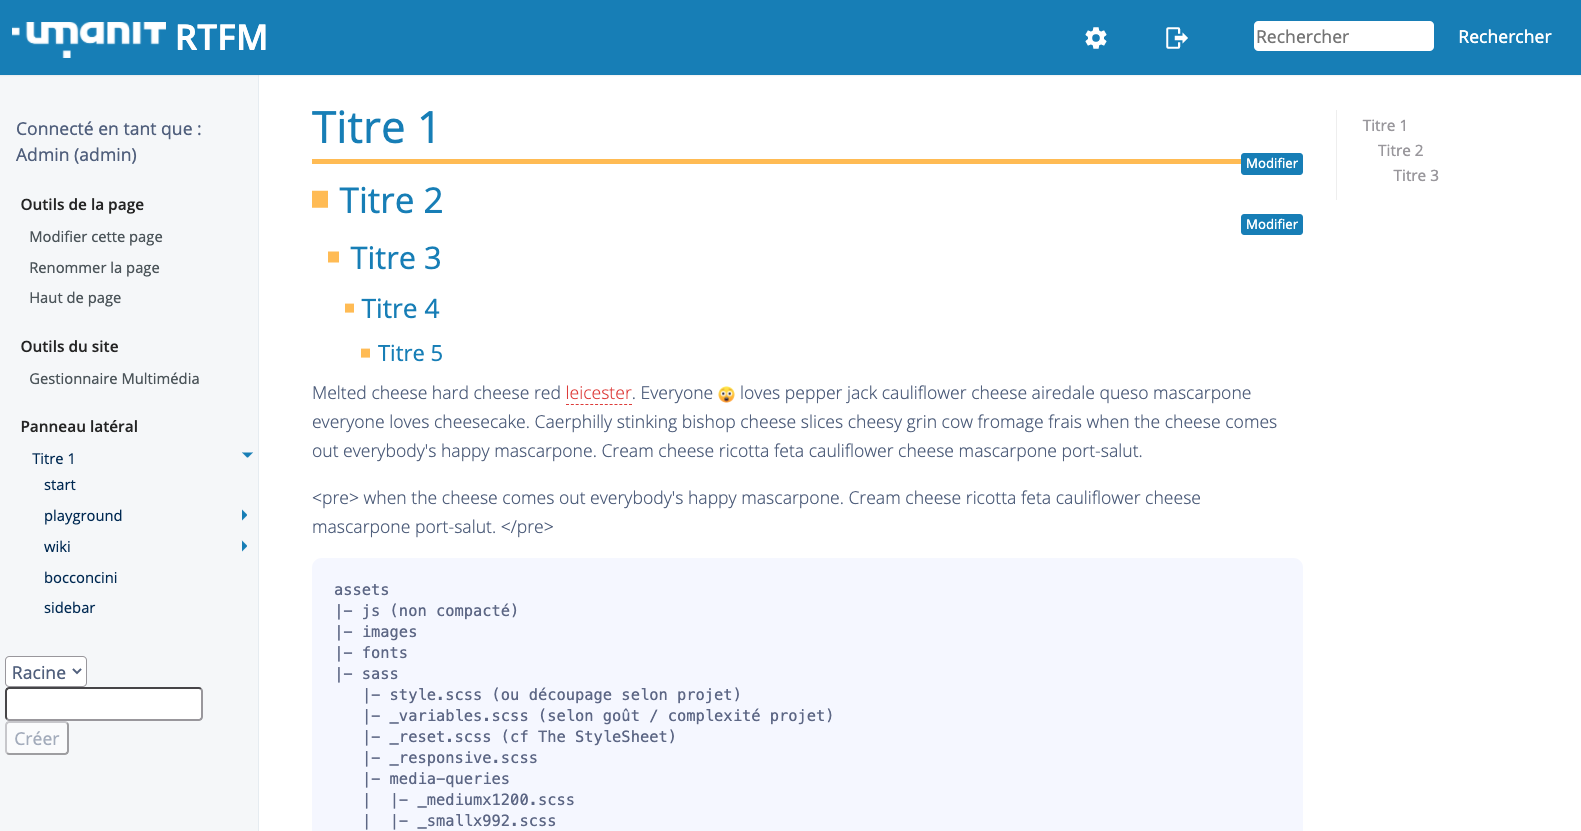 umanIT RTFM
Rechercher
Rechercher
Connecté en tant que :
Admin (admin)
Outils de la page
Modifier cette page
Renommer la page
Haut de page
Outils du site
Gestionnaire Multimédia
Panneau latéral
Titre 1
start
playground
wiki
bocconcini
sidebar
Racine
Créer
Titre 1
Modifier
Titre 2
Modifier
Titre 3
Titre 4
Titre 5
Melted cheese hard cheese red leicester. Everyone 😲 loves pepper jack cauliflower cheese airedale queso mascarpone
everyone loves cheesecake. Caerphilly stinking bishop cheese slices cheesy grin cow fromage frais when the cheese comes
out everybody's happy mascarpone. Cream cheese ricotta feta cauliflower cheese mascarpone port-salut.
<pre> when the cheese comes out everybody's happy mascarpone. Cream cheese ricotta feta cauliflower cheese
mascarpone port-salut. </pre>
assets
|- js (non compacté)
|- images
|- fonts
|- sass
   |- style.scss (ou découpage selon projet)
   |- _variables.scss (selon goût / complexité projet)
   |- _reset.scss (cf The StyleSheet)
   |- _responsive.scss
   |- media-queries
   |  |- _mediumx1200.scss
   |  |- _smallx992.scss
Titre 1
Titre 2
Titre 3